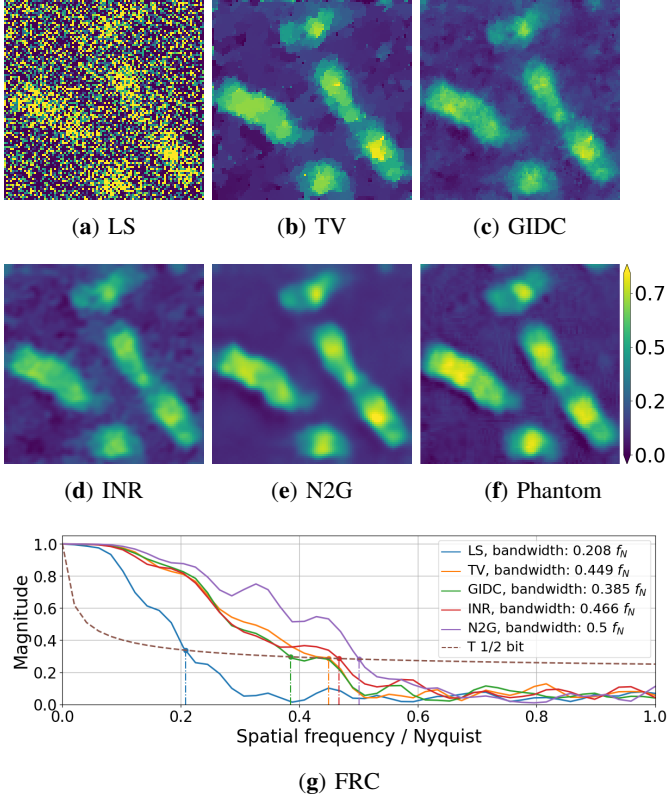 (a) LS
(b) TV
(c) GIDC
0.7
0.5
0.2
0.0
(d) INR
(e) N2G
(f) Phantom
1.0
0.8
0.6
0.4
0.2
0.0
Magnitude
LS, bandwidth: 0.208 f_N
TV, bandwidth: 0.449 f_N
GIDC, bandwidth: 0.385 f_N
INR, bandwidth: 0.466 f_N
N2G, bandwidth: 0.5 f_N
T 1/2 bit
0.0 0.2 0.4 0.6 0.8 1.0
Spatial frequency / Nyquist
(g) FRC